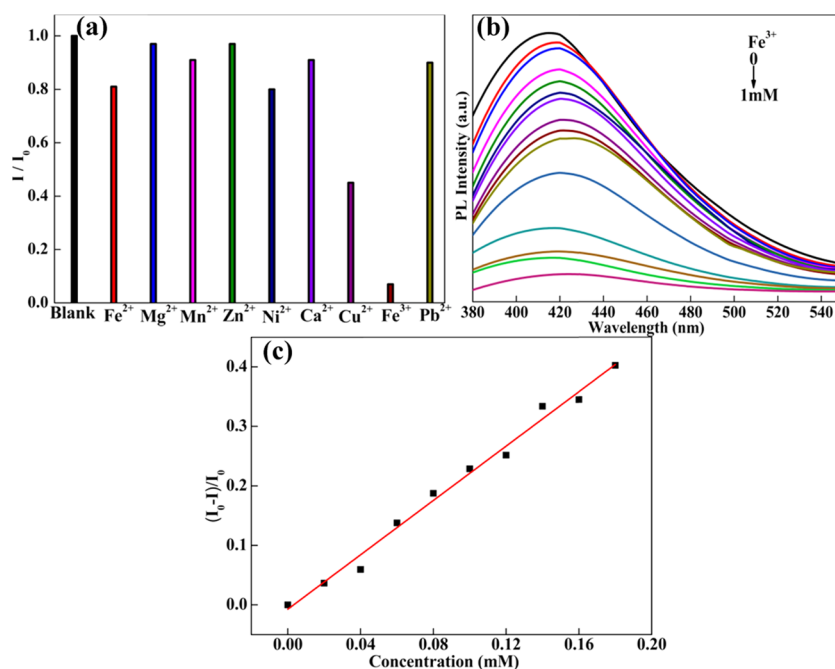 (a)
I / I0
1.0
0.8
0.6
0.4
0.2
0.0
Blank Fe2+ Mg2+ Mn2+ Zn2+ Ni2+ Ca2+ Cu2+ Fe3+ Pb2+
(b)
Fe3+
0
1mM
PL Intensity (a.u.)
380 400 420 440 460 480 500 520 540
Wavelength (nm)
(c)
(I0-I)/I0
0.4
0.3
0.2
0.1
0.0
0.00 0.04 0.08 0.12 0.16 0.20
Concentration (mM)